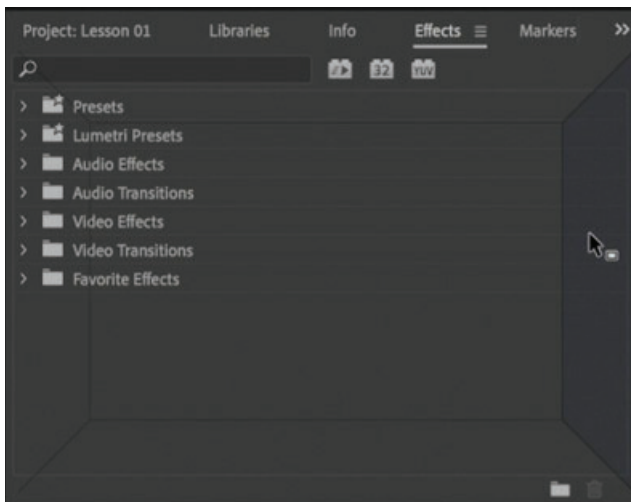 Project: Lesson 01 Libraries Info Effects Markers
32 YUV
Presets
Lumetri Presets
Audio Effects
Audio Transitions
Video Effects
Video Transitions
Favorite Effects